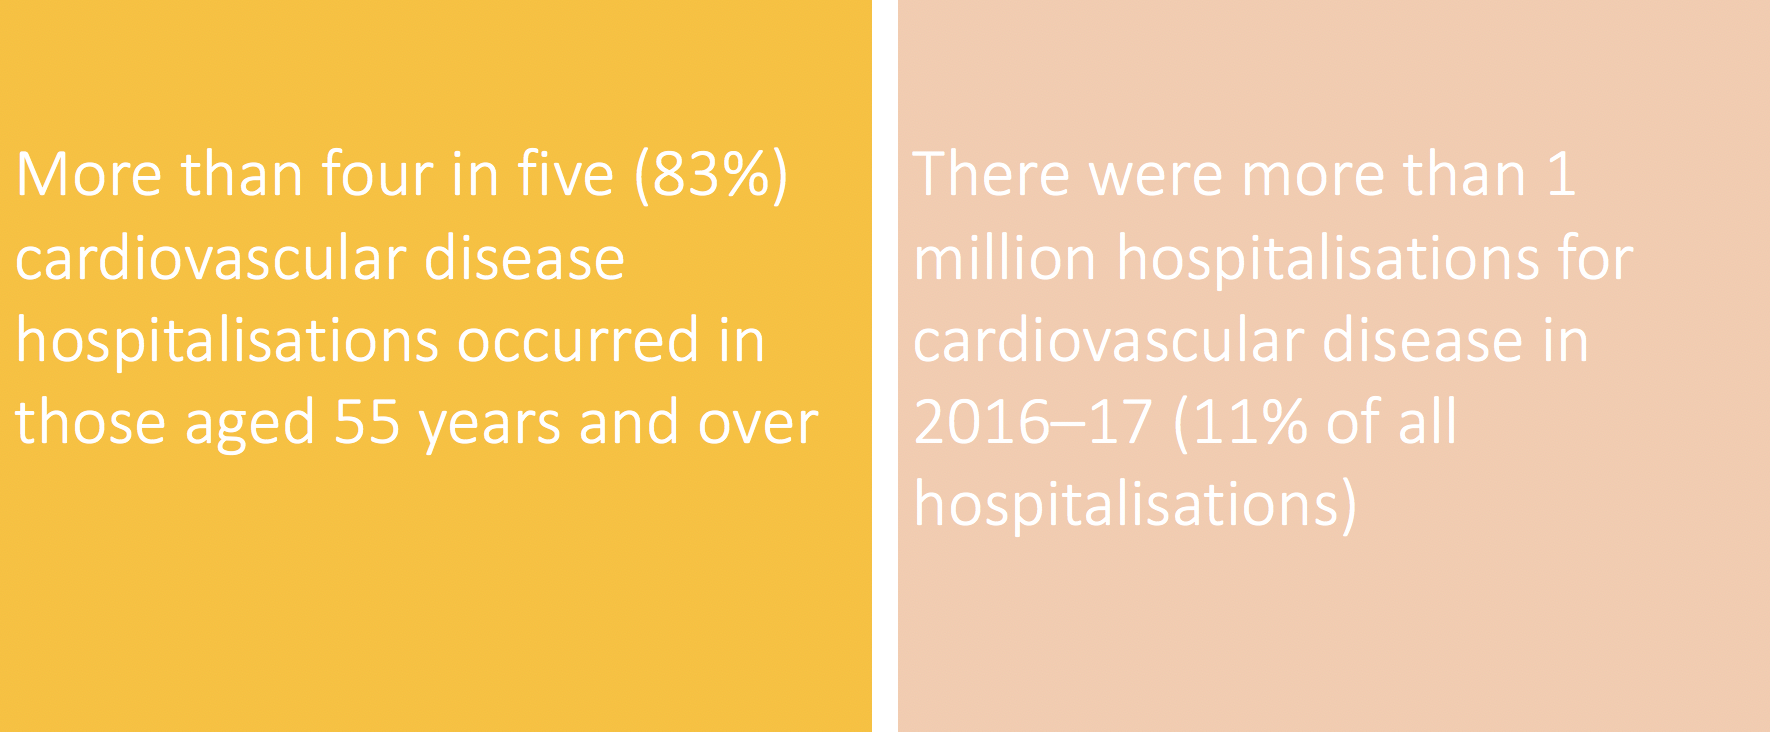 More than four in five (83%)
cardiovascular disease
hospitalisations occurred in
those aged 55 years and over
There were more than 1
million hospitalisations for
cardiovascular disease in
2016–17 (11% of all
hospitalisations)